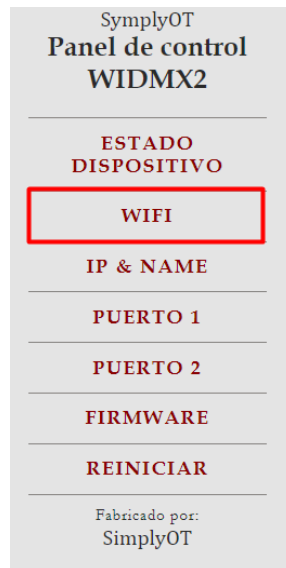 SymplyOT
Panel de control
WIDMX2
ESTADO
DISPOSITIVO
WIFI
IP & NAME
PUERTO 1
PUERTO 2
FIRMWARE
REINICIAR
Fabricado por:
SimplyOT